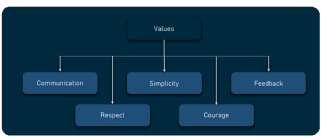 Values
Communication
Simplicity
Feedback
Respect
Courage